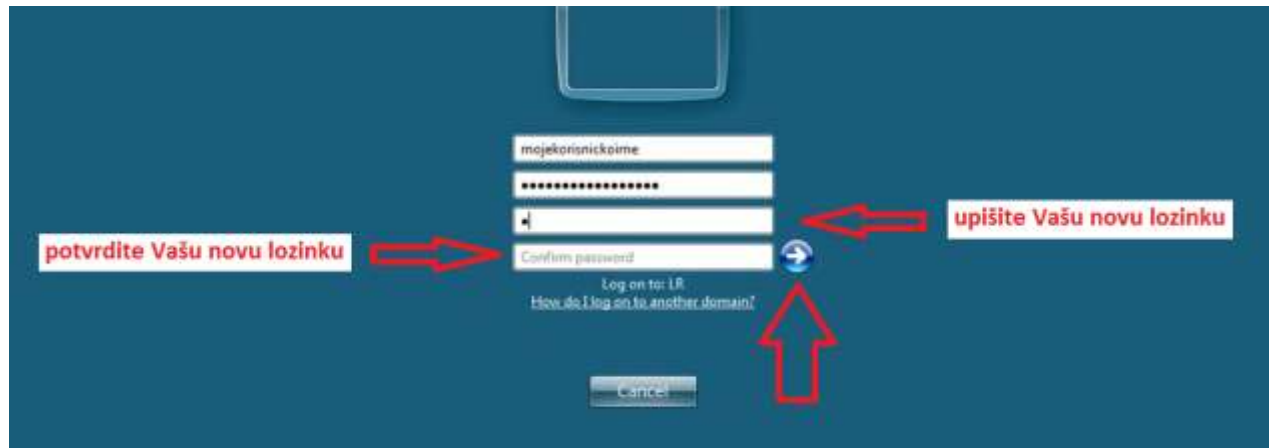 mojekorisnickoime
•••••••••••••••••
•
upišite Vašu novu lozinku
potvrdite Vašu novu lozinku
Confirm password
Log on to: LR
How do I log on to another domain?
Cancel